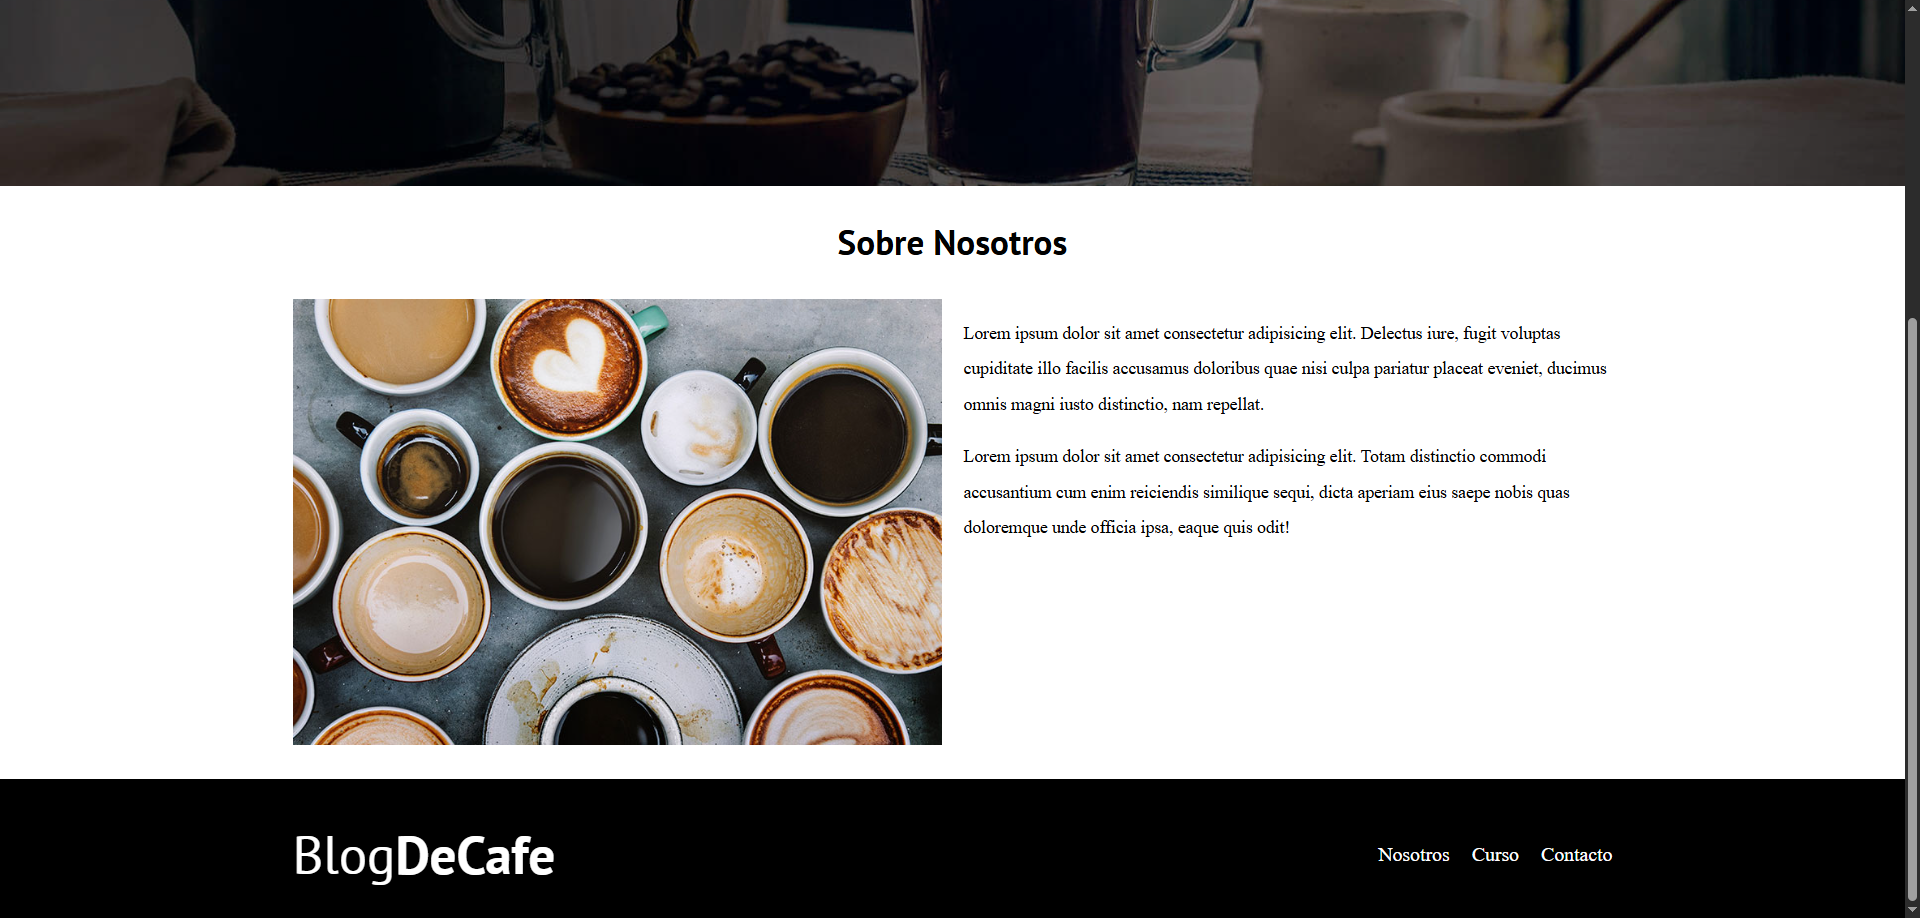 Sobre Nosotros
Lorem ipsum dolor sit amet consectetur adipisicing elit. Delectus iure, fugit voluptas
cupiditate illo facilis accusamus doloribus quae nisi culpa pariatur placeat eveniet, ducimus
omnis magni iusto distinctio, nam repellat.
Lorem ipsum dolor sit amet consectetur adipisicing elit. Totam distinctio commodi
accusantium cum enim reiciendis similique sequi, dicta aperiam eius saepe nobis quas
doloremque unde officia ipsa, eaque quis odit!
BlogDeCafe
Nosotros Curso Contacto